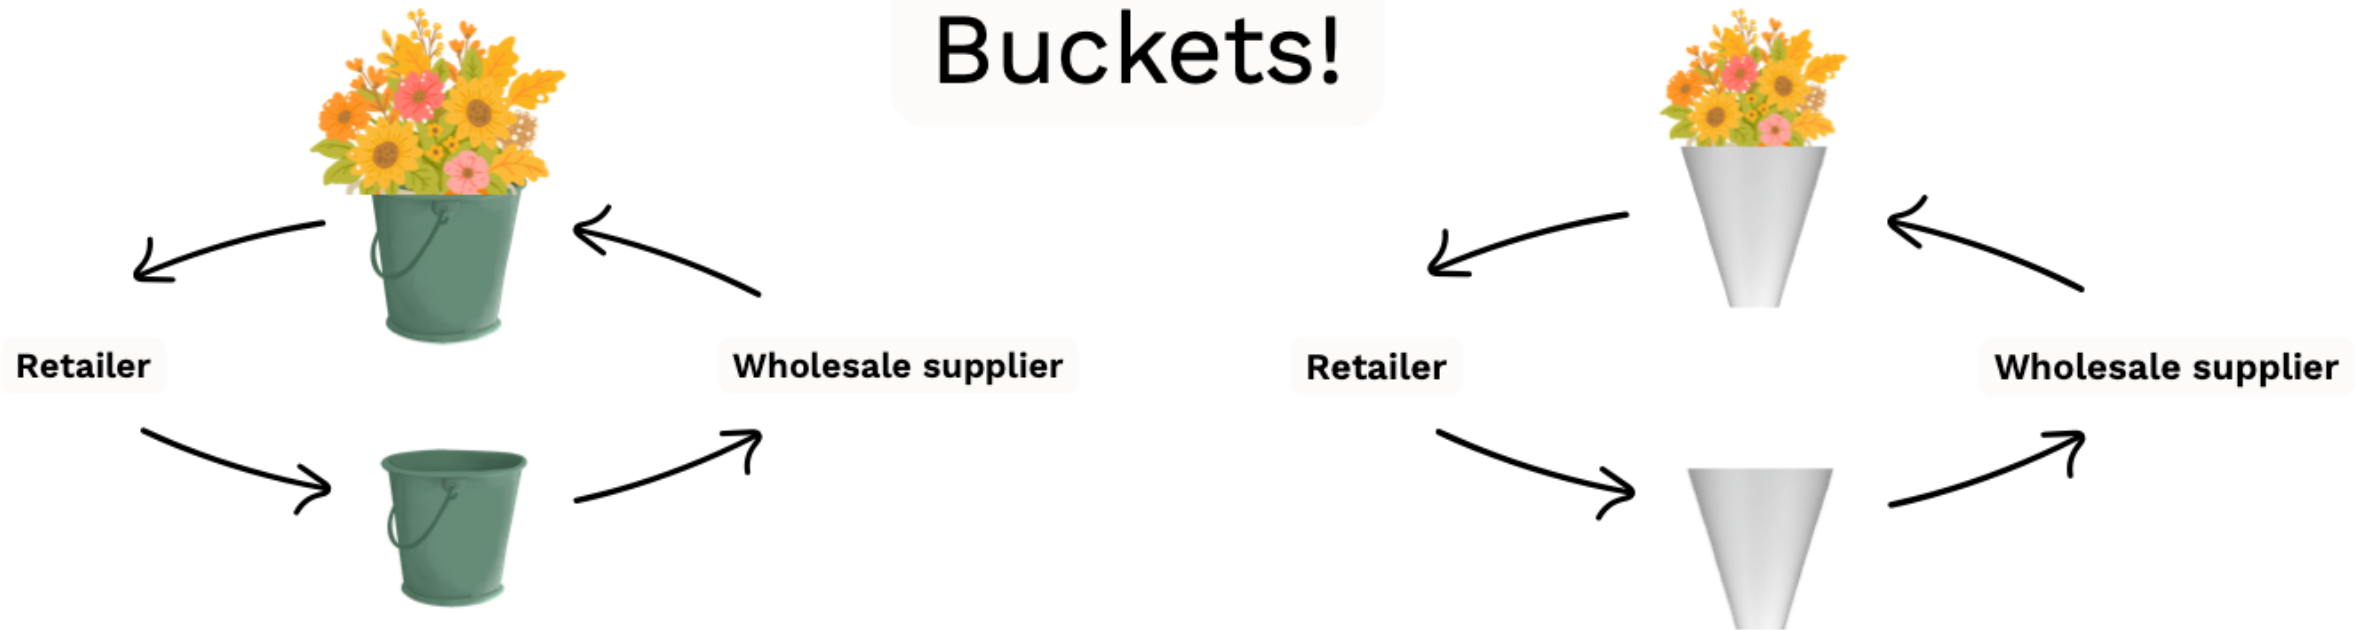 Buckets!
Retailer
Wholesale supplier
Retailer
Wholesale supplier